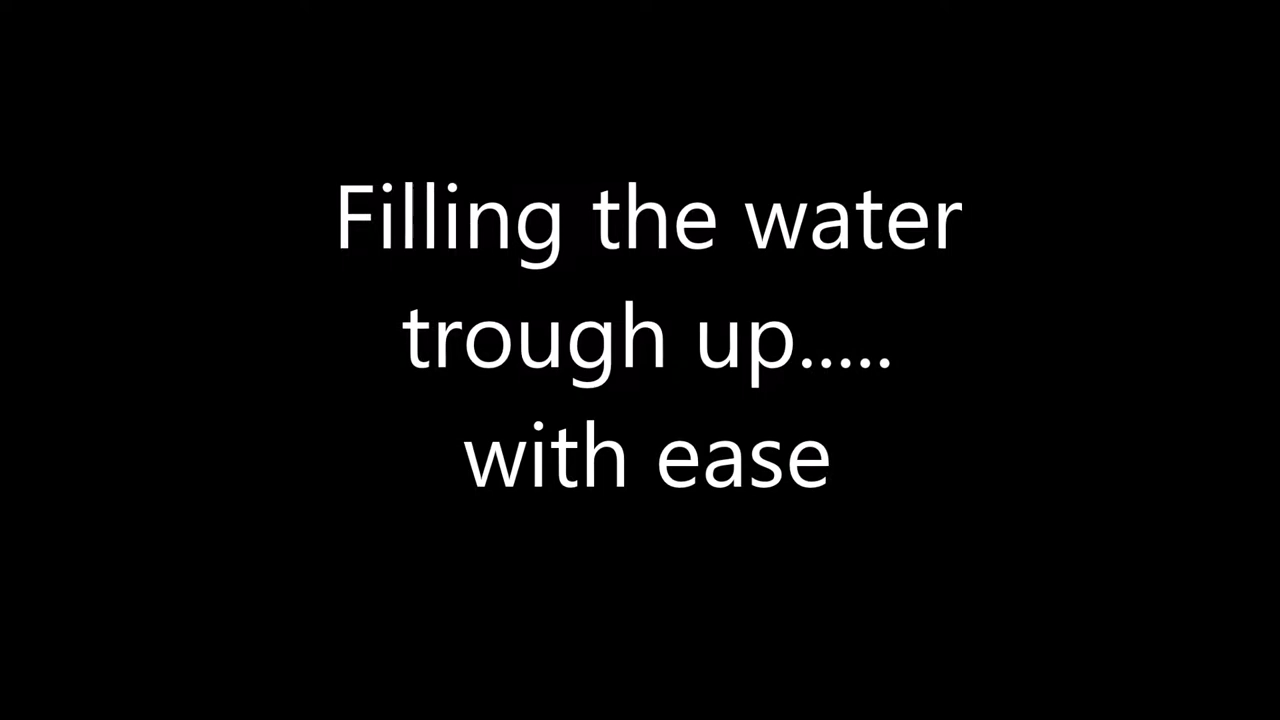 Filling the water
trough up.....
with ease